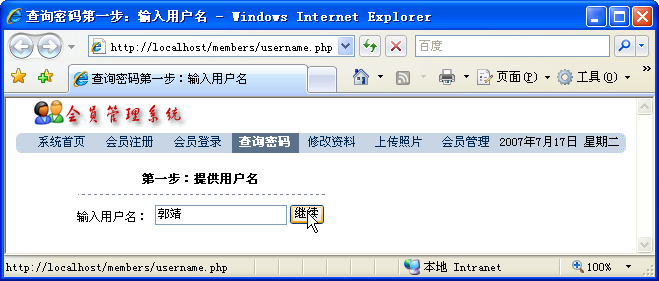 查询密码第一步：输入用户名 - Windows Internet Explorer
http://localhost/members/username.php
百度
查询密码第一步：输入用户名
页面(P)
工具(O)
会员管理系统
系统首页 会员注册 会员登录 查询密码 修改资料 上传照片 会员管理 2007年7月17日 星期二
第一步：提供用户名
输入用户名： 郭靖 继续
http://localhost/members/username.php 本地 Intranet 100%